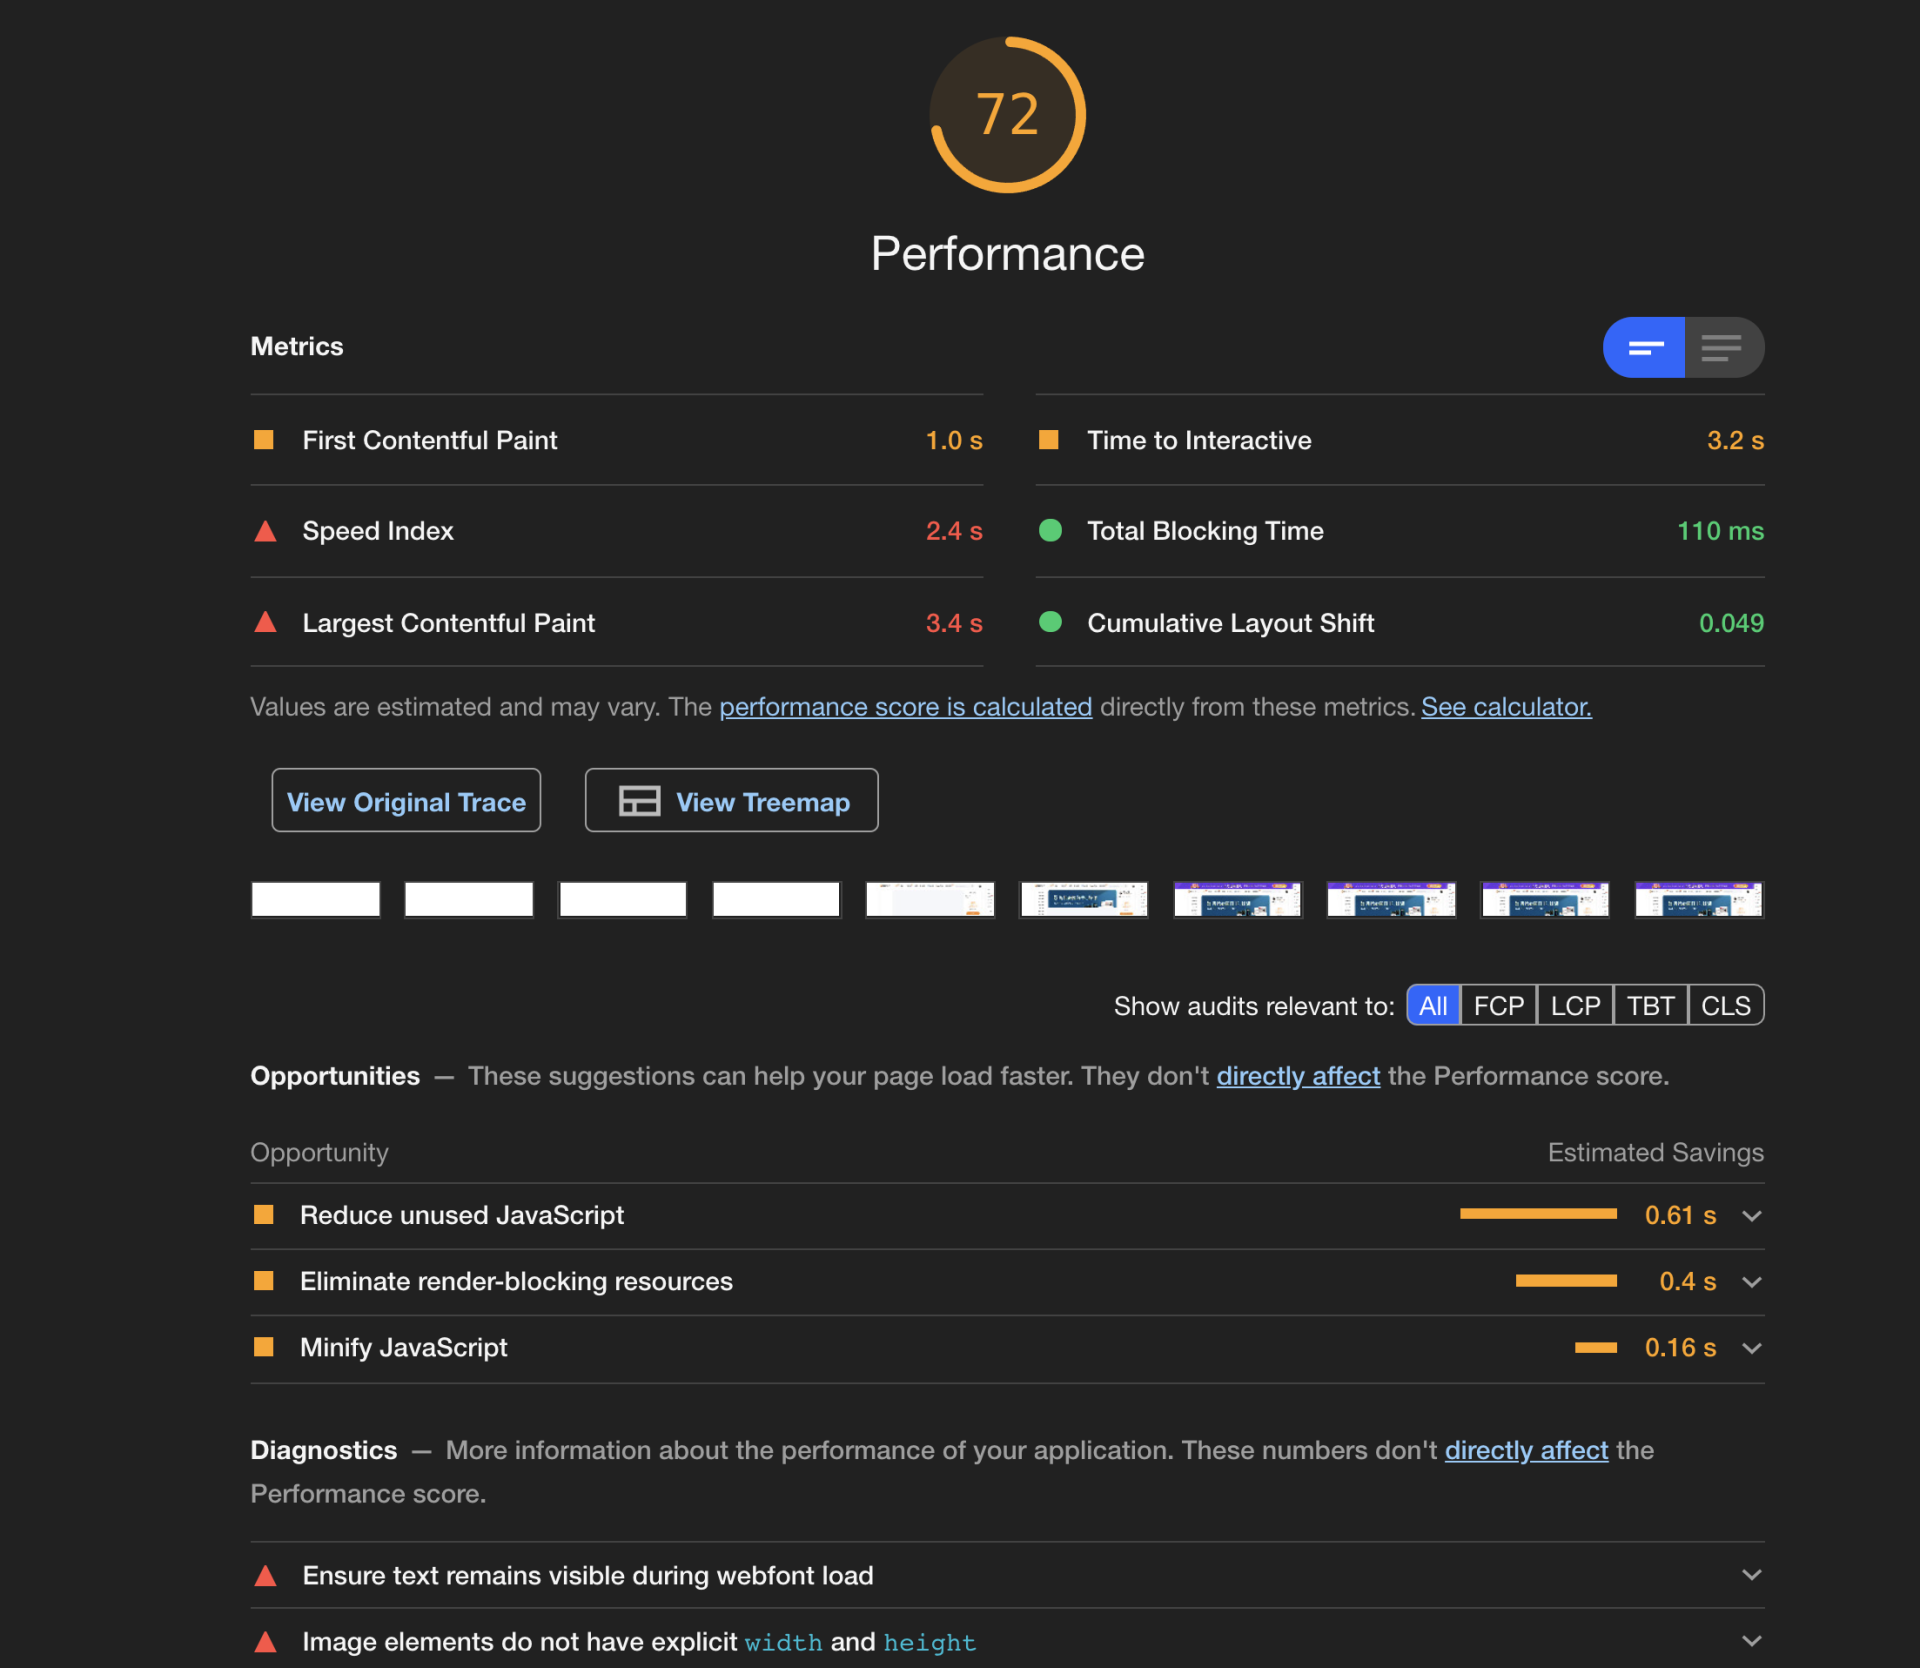 72
Performance
Metrics
First Contentful Paint 1.0 s
Time to Interactive 3.2 s
Speed Index 2.4 s
Total Blocking Time 110 ms
Largest Contentful Paint 3.4 s
Cumulative Layout Shift 0.049
Values are estimated and may vary. The performance score is calculated directly from these metrics. See calculator.
View Original Trace
View Treemap
Show audits relevant to: All FCP LCP TBT CLS
Opportunities — These suggestions can help your page load faster. They don't directly affect the Performance score.
Opportunity Estimated Savings
Reduce unused JavaScript 0.61 s
Eliminate render-blocking resources 0.4 s
Minify JavaScript 0.16 s
Diagnostics — More information about the performance of your application. These numbers don't directly affect the
Performance score.
Ensure text remains visible during webfont load
Image elements do not have explicit width and height